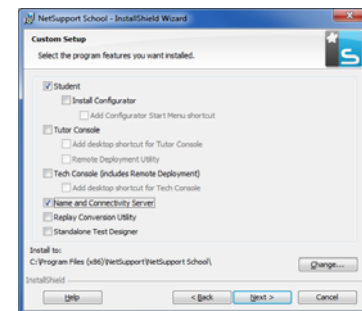 NetSupport School - InstallShield Wizard
Custom Setup
Select the program features you want installed.
S
Student
Install Configurator
Add Configurator Start Menu shortcut
Tutor Console
Add desktop shortcut for Tutor Console
Remote Deployment Utility
Tech Console (includes Remote Deployment)
Add desktop shortcut for Tech Console
Name and Connectivity Server
Replay Conversion Utility
Standalone Test Designer
Install to:
C:\Program Files (x86)\NetSupport\NetSupport School\
Change...
InstallShield
Help
< Back
Next >
Cancel